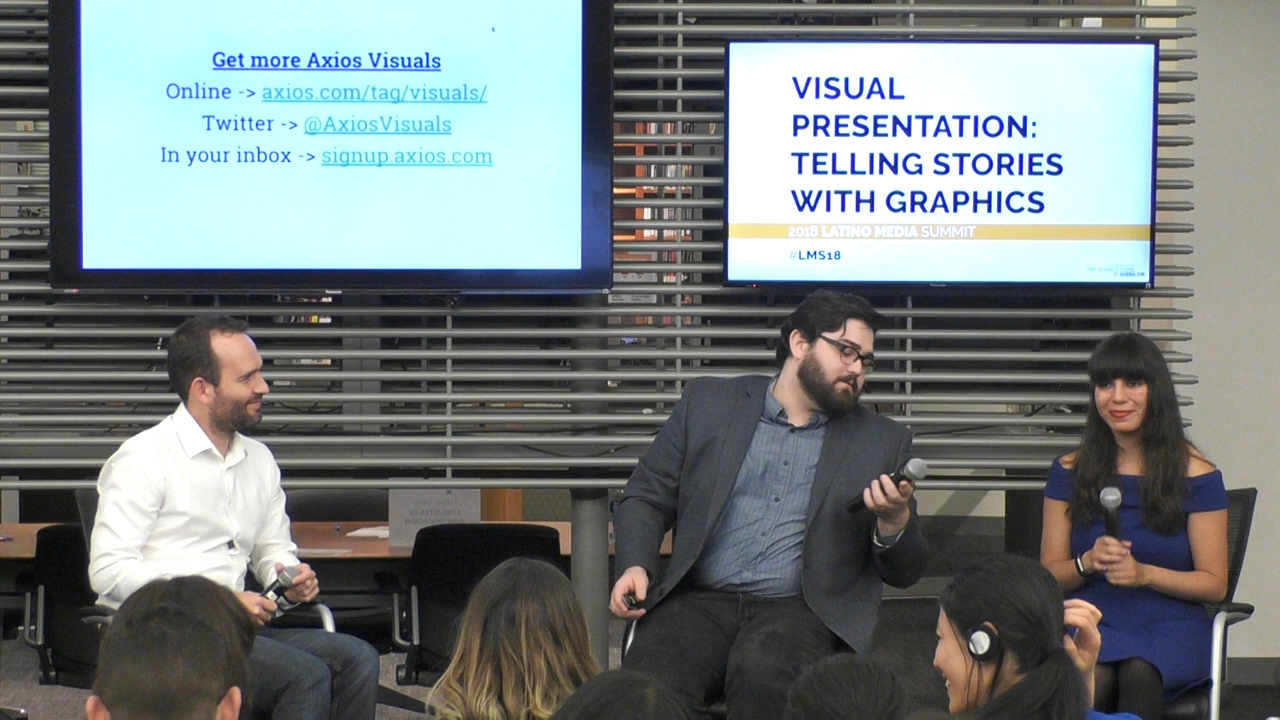 Get more Axios Visuals
Online -> axios.com/tag/visuals/
Twitter -> @AxiosVisuals
In your inbox -> signup.axios.com
VISUAL
PRESENTATION:
TELLING STORIES
WITH GRAPHICS
2018 LATINO MEDIA SUMMIT
#LMS18